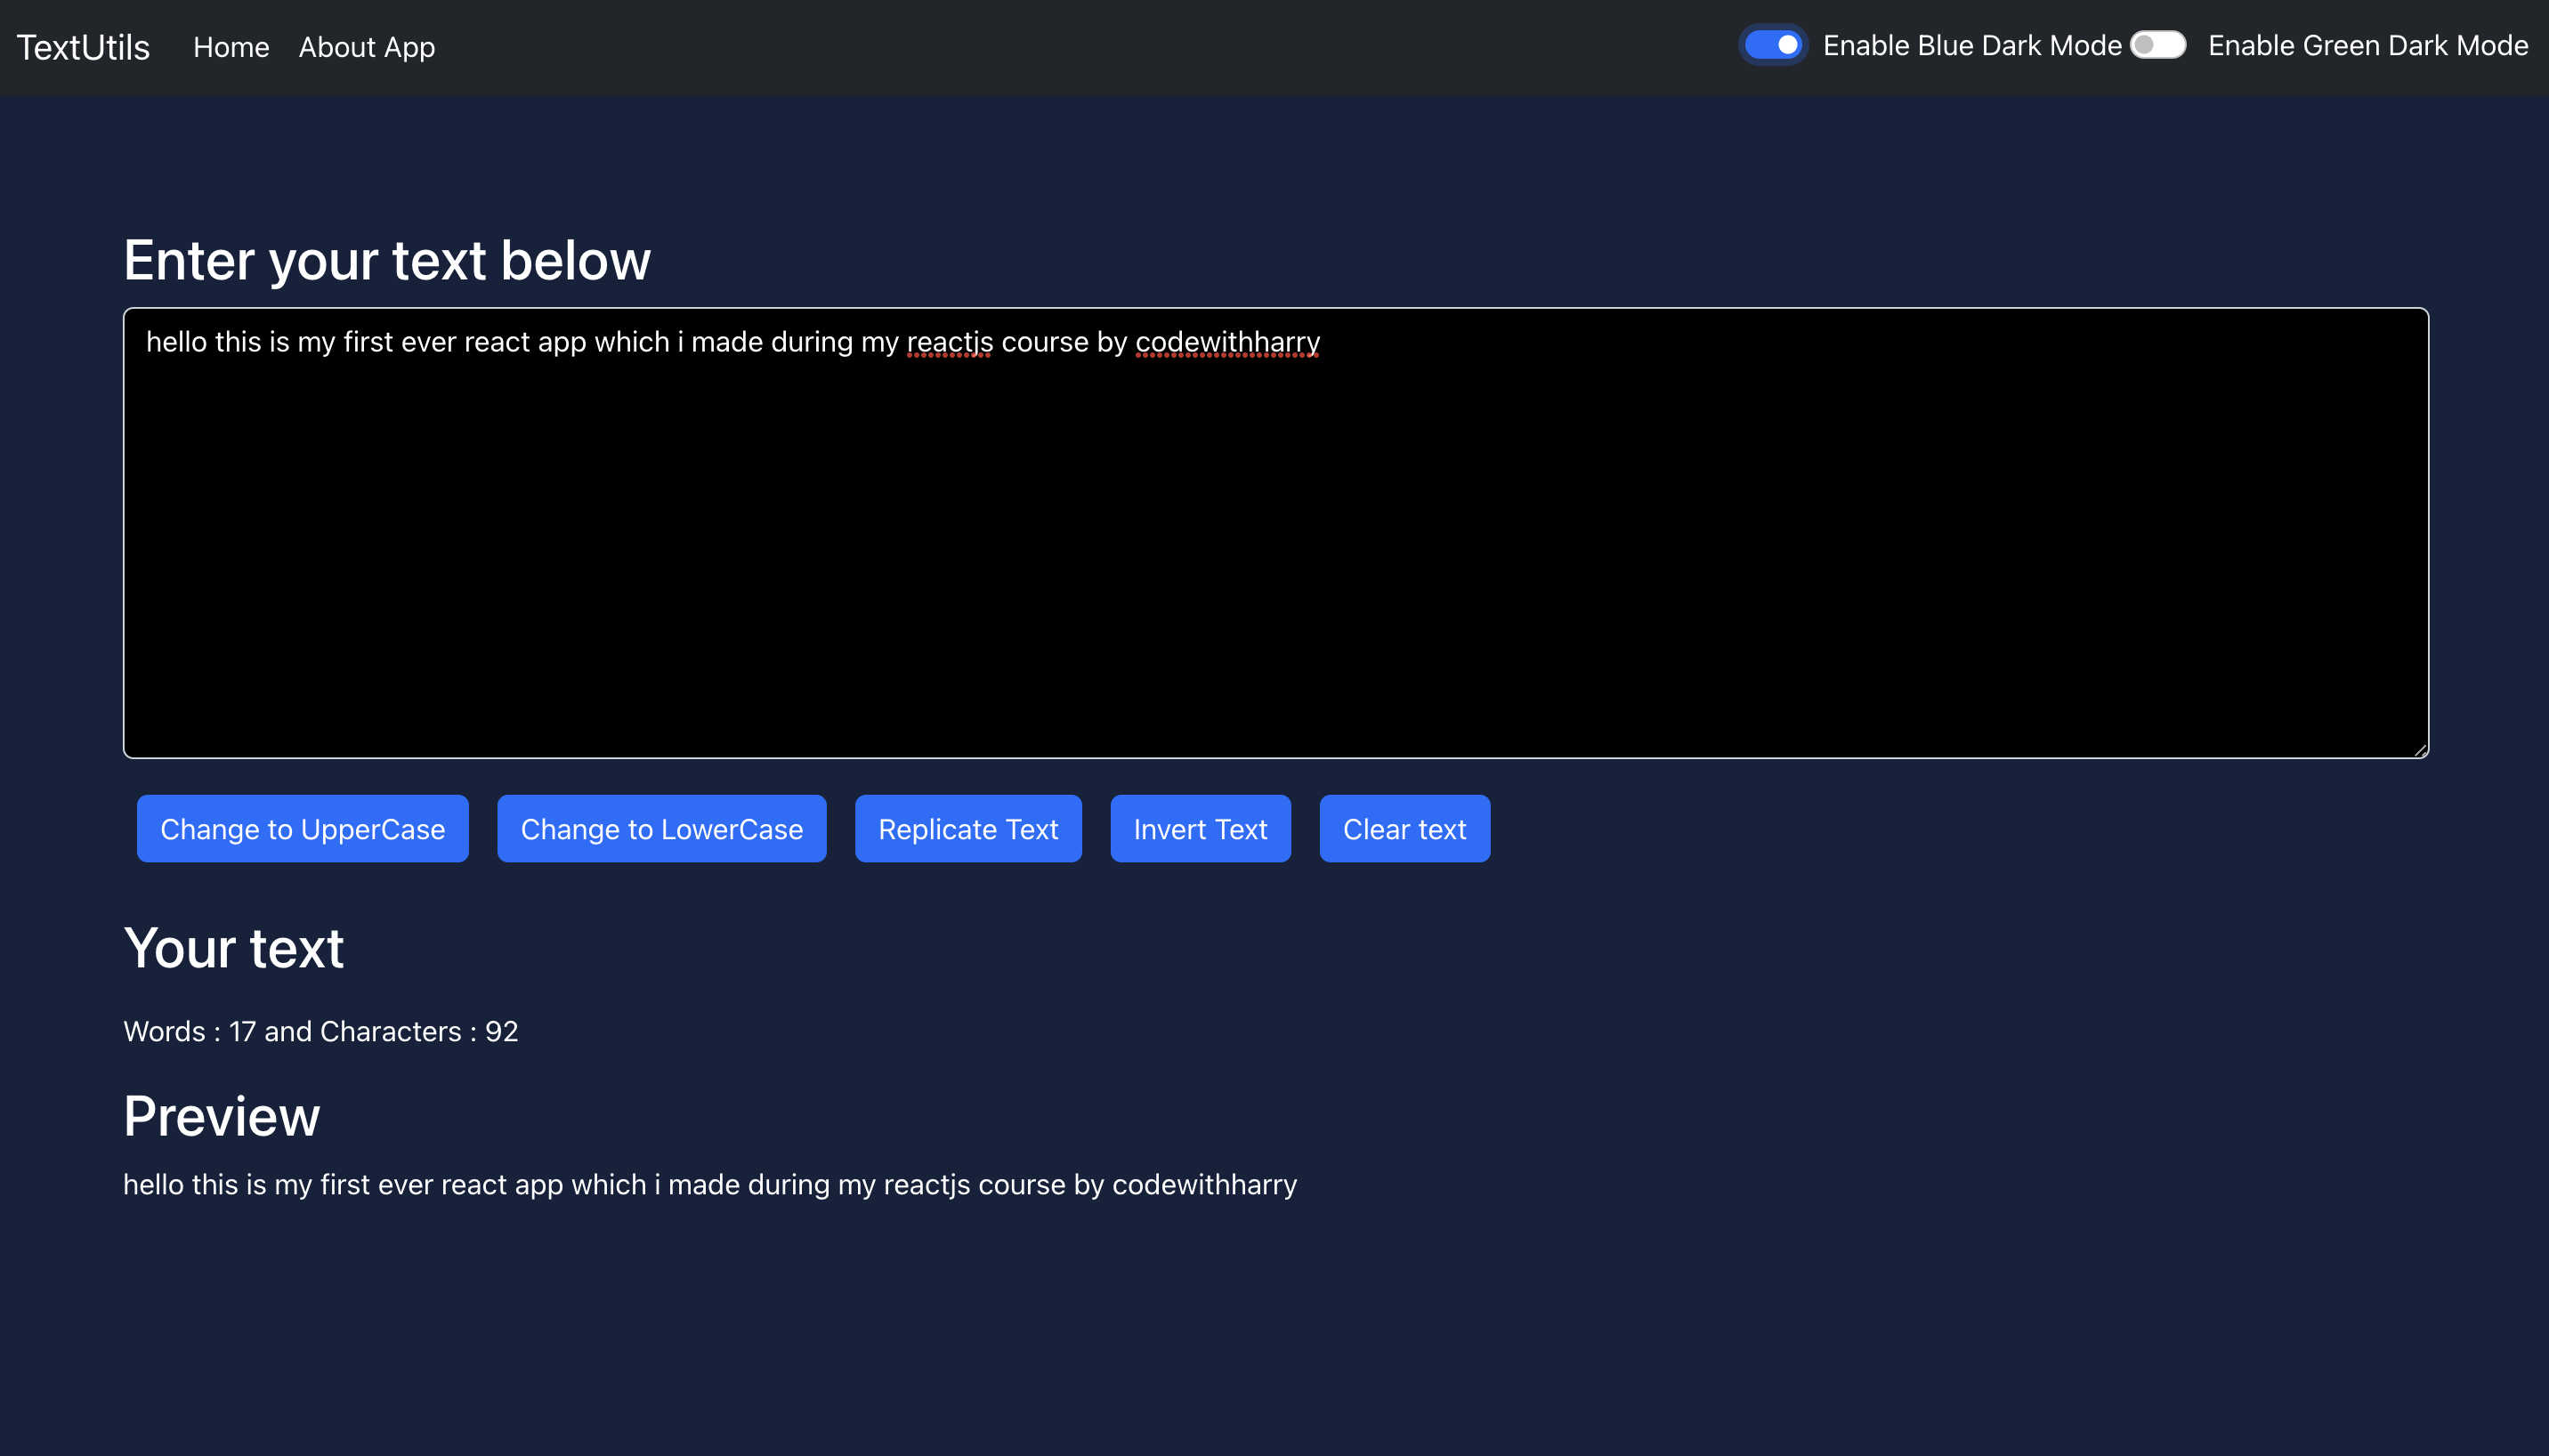 TextUtils Home About App Enable Blue Dark Mode Enable Green Dark Mode
Enter your text below
hello this is my first ever react app which i made during my reactjs course by codewithharry
Change to UpperCase Change to LowerCase Replicate Text Invert Text Clear text
Your text
Words : 17 and Characters : 92
Preview
hello this is my first ever react app which i made during my reactjs course by codewithharry